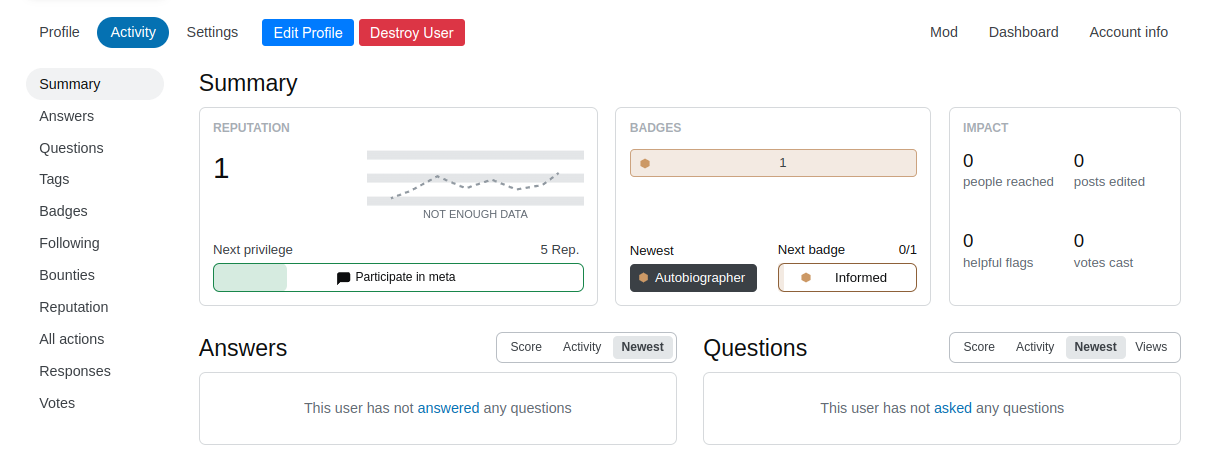 Profile Activity Settings Edit Profile Destroy User Mod Dashboard Account info
Summary
Answers
Questions
Tags
Badges
Following
Bounties
Reputation
All actions
Responses
Votes
Summary
REPUTATION
1
NOT ENOUGH DATA
Next privilege 5 Rep.
Participate in meta
BADGES
1
Newest
Autobiographer
Next badge 0/1
Informed
IMPACT
0
people reached
0
posts edited
0
helpful flags
0
votes cast
Answers
Score Activity Newest
This user has not answered any questions
Questions
Score Activity Newest Views
This user has not asked any questions